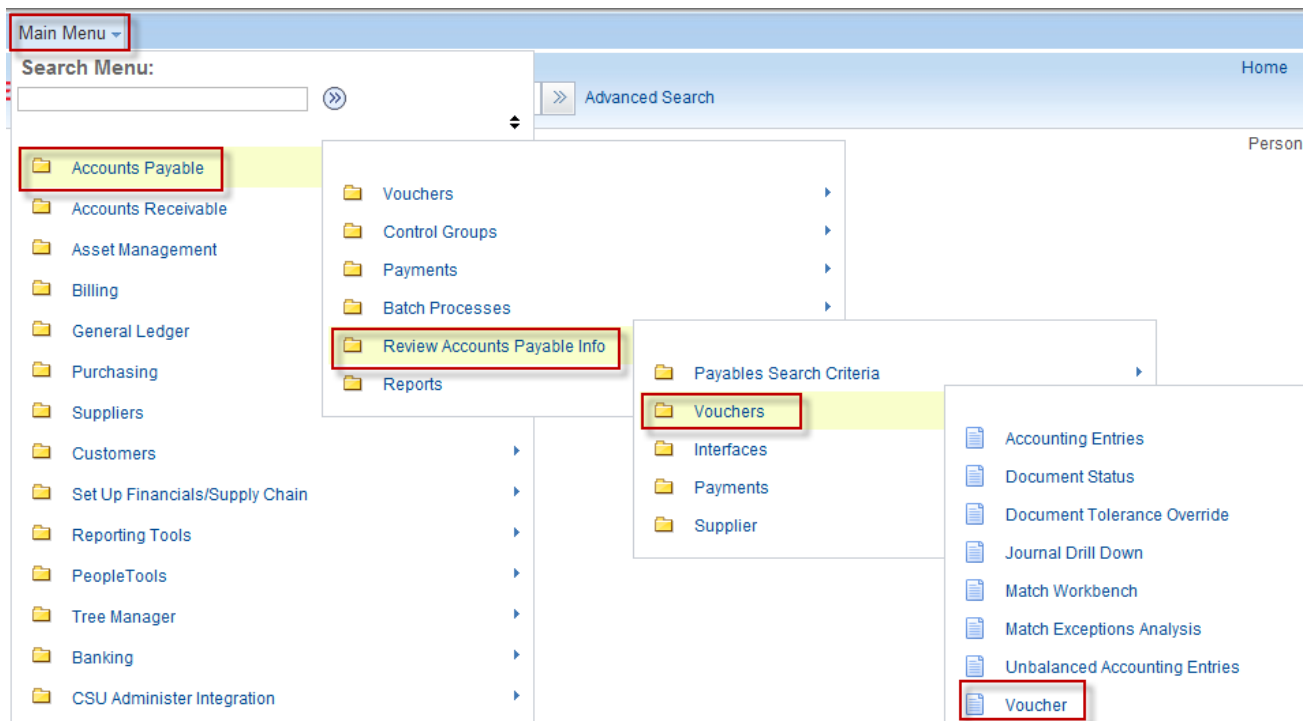 Main Menu
Search Menu:
Home
Advanced Search
Person
Accounts Payable
Accounts Receivable
Asset Management
Billing
General Ledger
Purchasing
Suppliers
Customers
Set Up Financials/Supply Chain
Reporting Tools
PeopleTools
Tree Manager
Banking
CSU Administer Integration
Vouchers
Control Groups
Payments
Batch Processes
Review Accounts Payable Info
Reports
Payables Search Criteria
Vouchers
Interfaces
Payments
Supplier
Accounting Entries
Document Status
Document Tolerance Override
Journal Drill Down
Match Workbench
Match Exceptions Analysis
Unbalanced Accounting Entries
Voucher